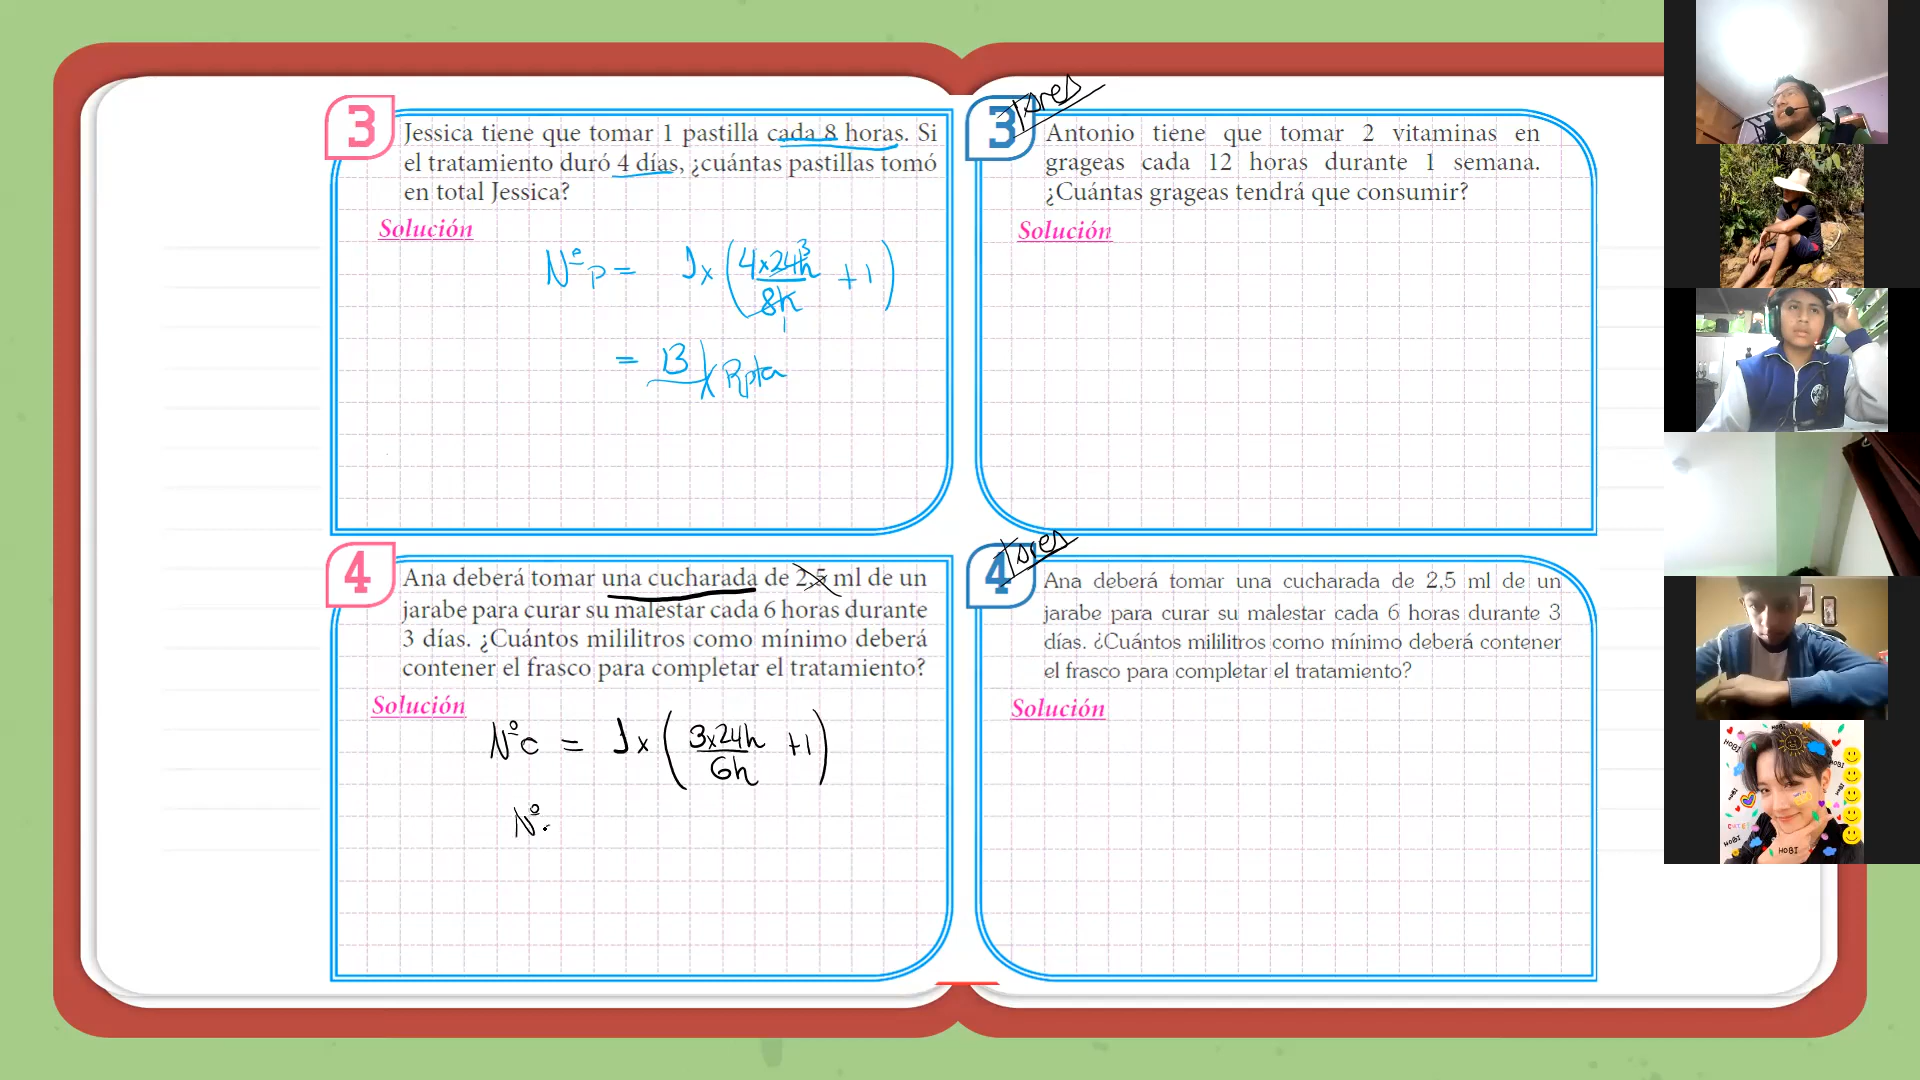 3
Jessica tiene que tomar 1 pastilla cada 8 horas. Si
el tratamiento duró 4 días, ¿cuántas pastillas tomó
en total Jessica?
Solución
N° p = 1 x ( 4x24h / 8h + 1 )
3
1
= 13 Rpta
3
Antonio tiene que tomar 2 vitaminas en
grageas cada 12 horas durante 1 semana.
¿Cuántas grageas tendrá que consumir?
Solución
4
Ana deberá tomar una cucharada de 2,5 ml de un
jarabe para curar su malestar cada 6 horas durante
3 días. ¿Cuántos mililitros como mínimo deberá
contener el frasco para completar el tratamiento?
Solución
N° c = 1 x ( 3x24h / 6h + 1 )
N°
4
Ana deberá tomar una cucharada de 2,5 ml de un
jarabe para curar su malestar cada 6 horas durante 3
días. ¿Cuántos mililitros como mínimo deberá contener
el frasco para completar el tratamiento?
Solución
HOBI